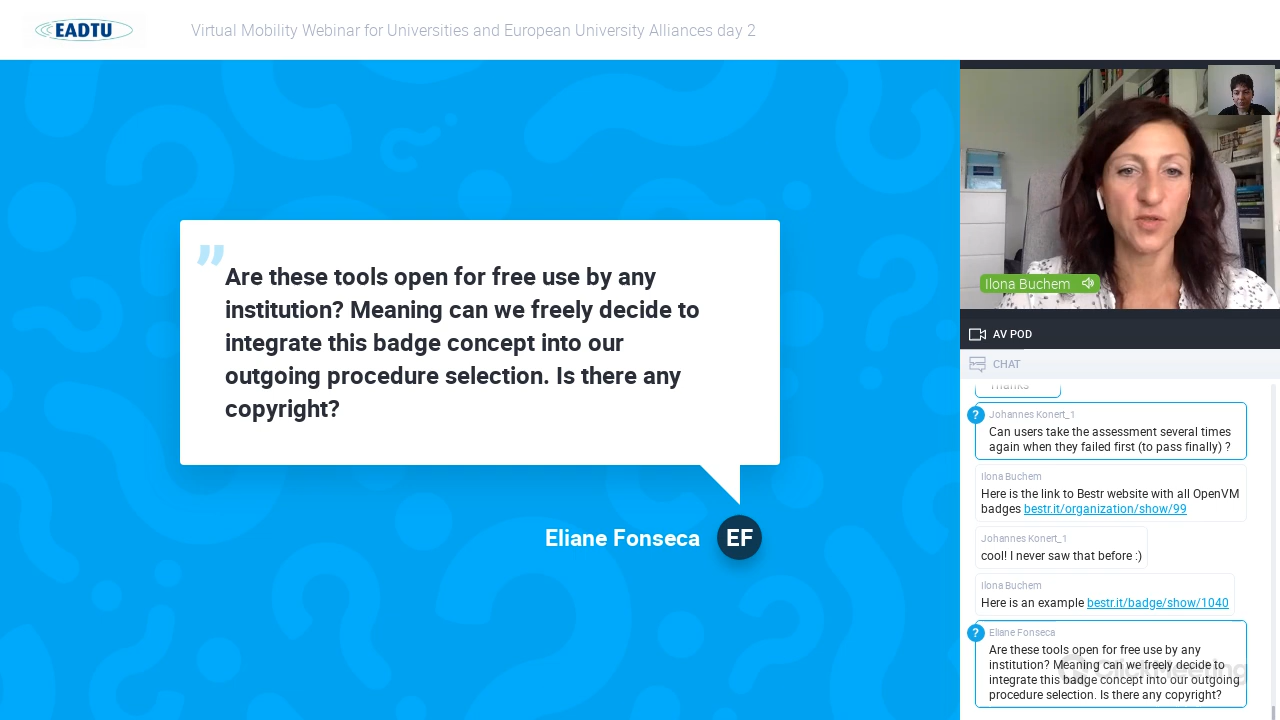 EADTU
Virtual Mobility Webinar for Universities and European University Alliances day 2
”
Are these tools open for free use by any
institution? Meaning can we freely decide to
integrate this badge concept into our
outgoing procedure selection. Is there any
copyright?
Eliane Fonseca
EF
Ilona Buchem
AV POD
CHAT
Thanks
?
Johannes Konert_1
Can users take the assessment several times
again when they failed first (to pass finally) ?
Ilona Buchem
Here is the link to Bestr website with all OpenVM
badges bestr.it/organization/show/99
Johannes Konert_1
cool! I never saw that before :)
Ilona Buchem
Here is an example bestr.it/badge/show/1040
?
Eliane Fonseca
Are these tools open for free use by any
institution? Meaning can we freely decide to
integrate this badge concept into our outgoing
procedure selection. Is there any copyright?
ClickMeeting